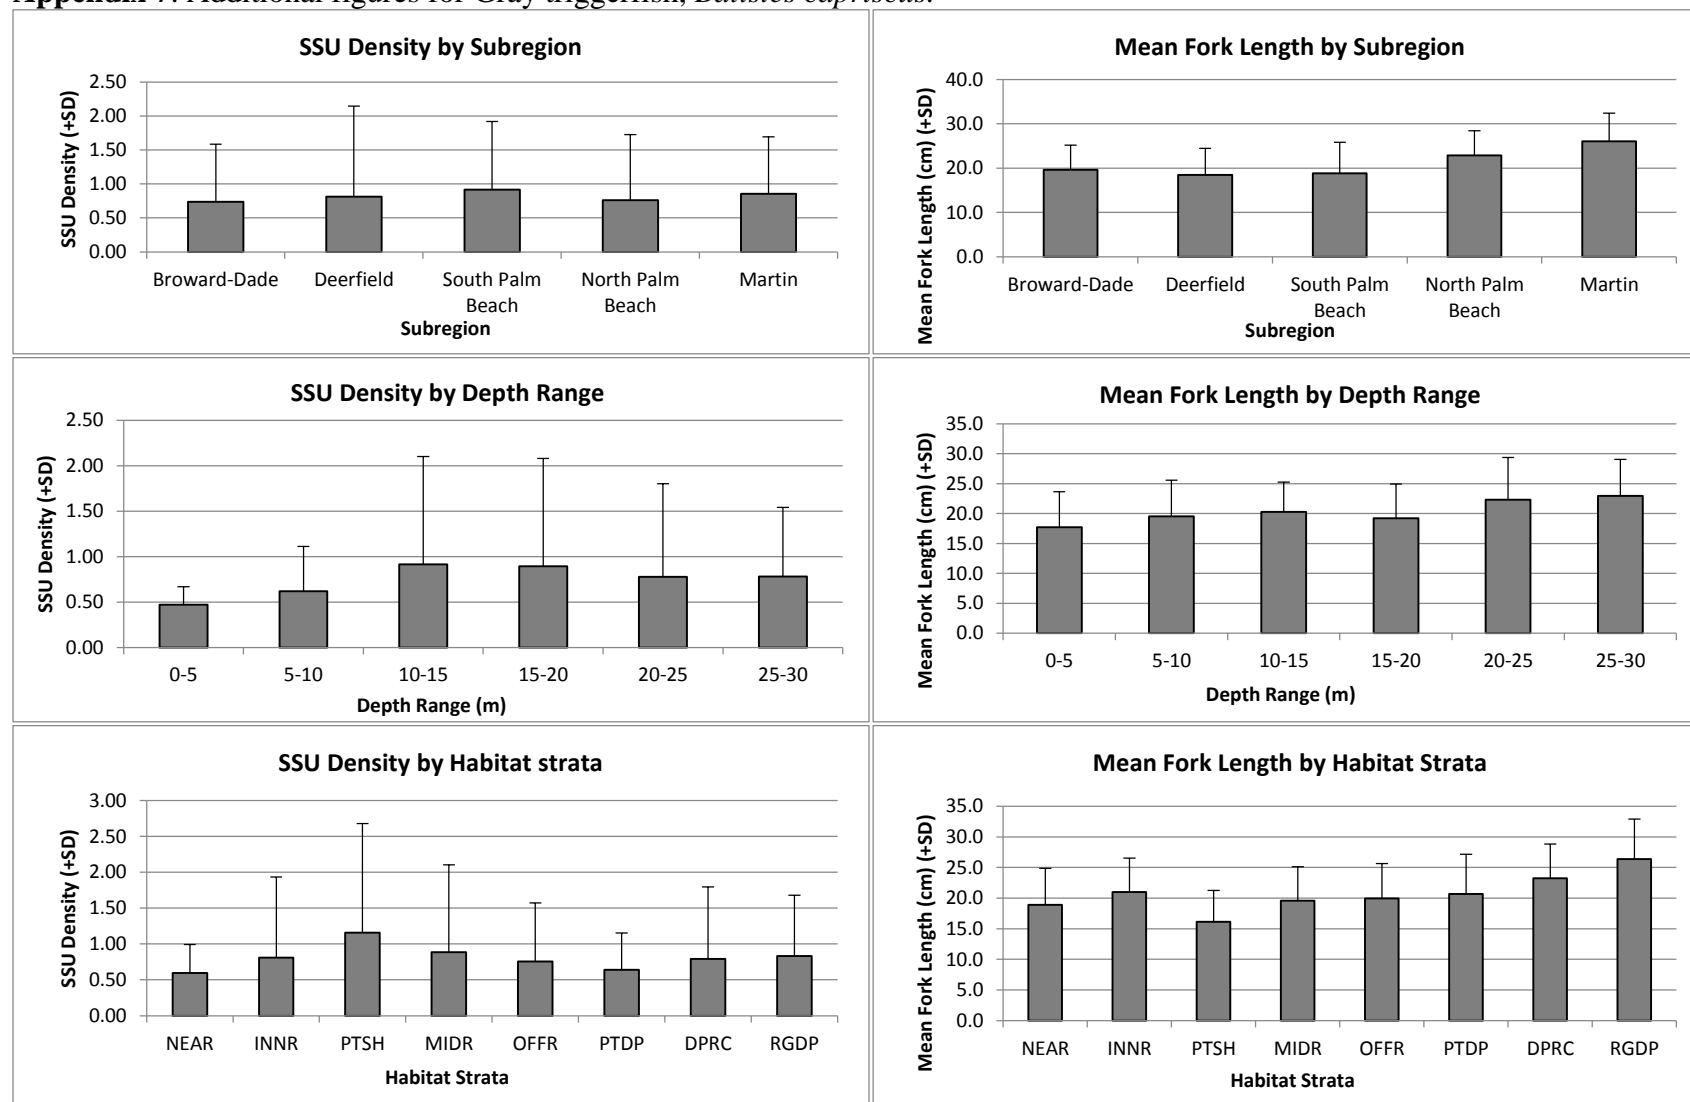 Appendix 7. Additional figures for Gray triggerfish, Balistes capriscus.
SSU Density by Subregion
SSU Density (+SD)
2.50
2.00
1.50
1.00
0.50
0.00
Broward-Dade Deerfield South Palm Beach North Palm Beach Martin
Subregion
Mean Fork Length by Subregion
Mean Fork Length (cm) (+SD)
40.0
30.0
20.0
10.0
0.0
Broward-Dade Deerfield South Palm Beach North Palm Beach Martin
Subregion
SSU Density by Depth Range
SSU Density (+SD)
2.50
2.00
1.50
1.00
0.50
0.00
0-5 5-10 10-15 15-20 20-25 25-30
Depth Range (m)
Mean Fork Length by Depth Range
Mean Fork Length (cm) (+SD)
35.0
30.0
25.0
20.0
15.0
10.0
5.0
0.0
0-5 5-10 10-15 15-20 20-25 25-30
Depth Range (m)
SSU Density by Habitat strata
SSU Density (+SD)
3.00
2.50
2.00
1.50
1.00
0.50
0.00
NEAR INNR PTSH MIDR OFFR PTDP DPRC RGDP
Habitat Strata
Mean Fork Length by Habitat Strata
Mean Fork Length (cm) (+SD)
35.0
30.0
25.0
20.0
15.0
10.0
5.0
0.0
NEAR INNR PTSH MIDR OFFR PTDP DPRC RGDP
Habitat Strata